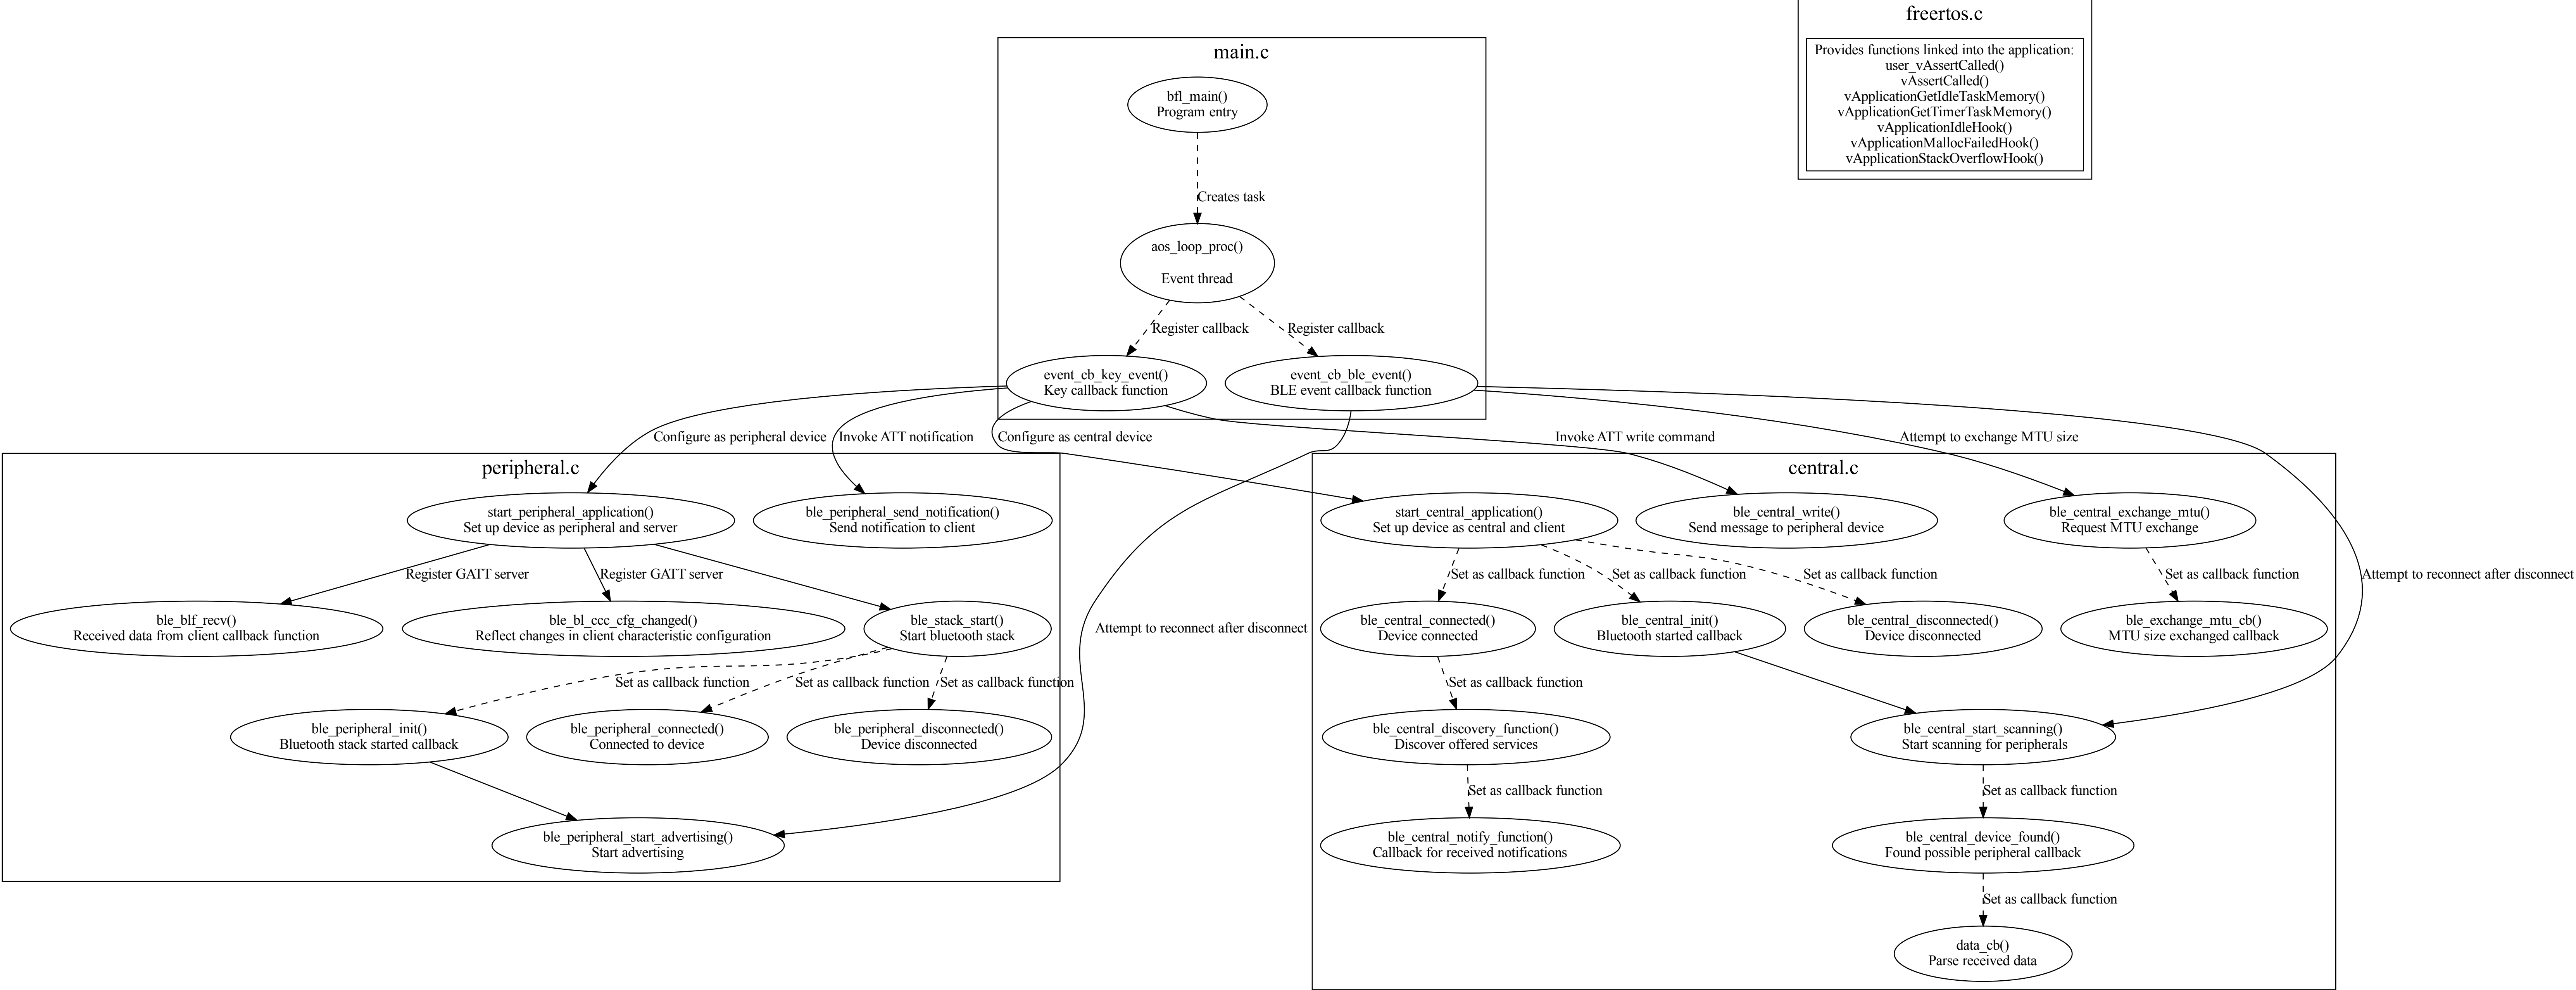 freertos.c
Provides functions linked into the application:
user_vAssertCalled()
vAssertCalled()
vApplicationGetIdleTaskMemory()
vApplicationGetTimerTaskMemory()
vApplicationIdleHook()
vApplicationMallocFailedHook()
vApplicationStackOverflowHook()
main.c
bfl_main()
Program entry
Creates task
aos_loop_proc()
Event thread
Register callback
Register callback
event_cb_key_event()
Key callback function
event_cb_ble_event()
BLE event callback function
Configure as peripheral device
Invoke ATT notification
Configure as central device
Invoke ATT write command
Attempt to exchange MTU size
peripheral.c
start_peripheral_application()
Set up device as peripheral and server
ble_peripheral_send_notification()
Send notification to client
Register GATT server
Register GATT server
ble_blf_recv()
Received data from client callback function
ble_bl_ccc_cfg_changed()
Reflect changes in client characteristic configuration
ble_stack_start()
Start bluetooth stack
Set as callback function
Set as callback function
Set as callback function
ble_peripheral_init()
Bluetooth stack started callback
ble_peripheral_connected()
Connected to device
ble_peripheral_disconnected()
Device disconnected
ble_peripheral_start_advertising()
Start advertising
Attempt to reconnect after disconnect
central.c
start_central_application()
Set up device as central and client
ble_central_write()
Send message to peripheral device
ble_central_exchange_mtu()
Request MTU exchange
Set as callback function
Set as callback function
Set as callback function
Set as callback function
Attempt to reconnect after disconnect
ble_central_connected()
Device connected
ble_central_init()
Bluetooth started callback
ble_central_disconnected()
Device disconnected
ble_exchange_mtu_cb()
MTU size exchanged callback
Set as callback function
ble_central_discovery_function()
Discover offered services
ble_central_start_scanning()
Start scanning for peripherals
Set as callback function
Set as callback function
ble_central_notify_function()
Callback for received notifications
ble_central_device_found()
Found possible peripheral callback
Set as callback function
data_cb()
Parse received data